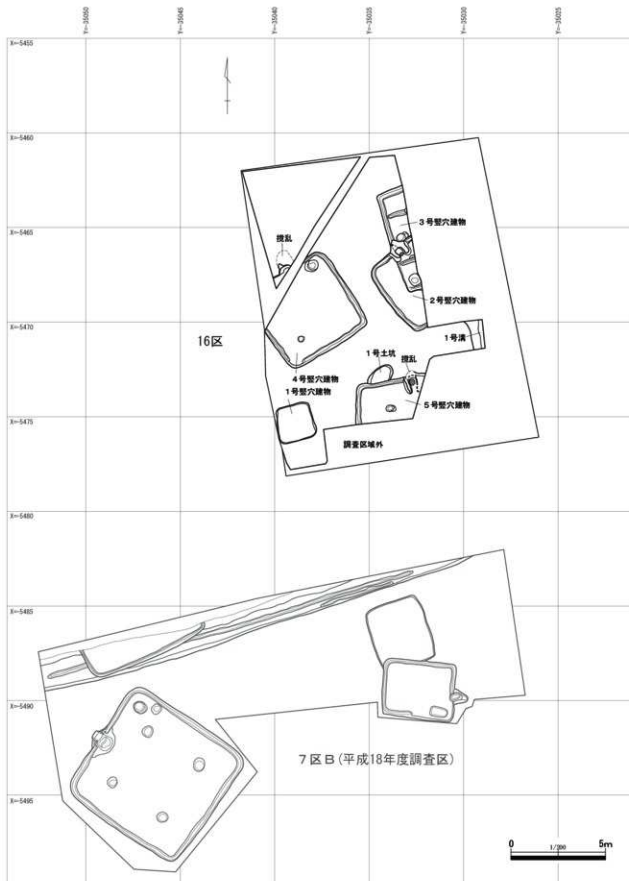 Y=-35050
Y=-35045
Y=-35040
Y=-35035
Y=-35030
Y=-35025
X=-5455
X=-5460
X=-5465
X=-5470
X=-5475
X=-5480
X=-5485
X=-5490
X=-5495
3号竪穴建物
撹乱
2号竪穴建物
16区
1号溝
1号土坑
撹乱
4号竪穴建物
1号竪穴建物
5号竪穴建物
調査区域外
7区B(平成18年度調査区)
0
1/200
5m